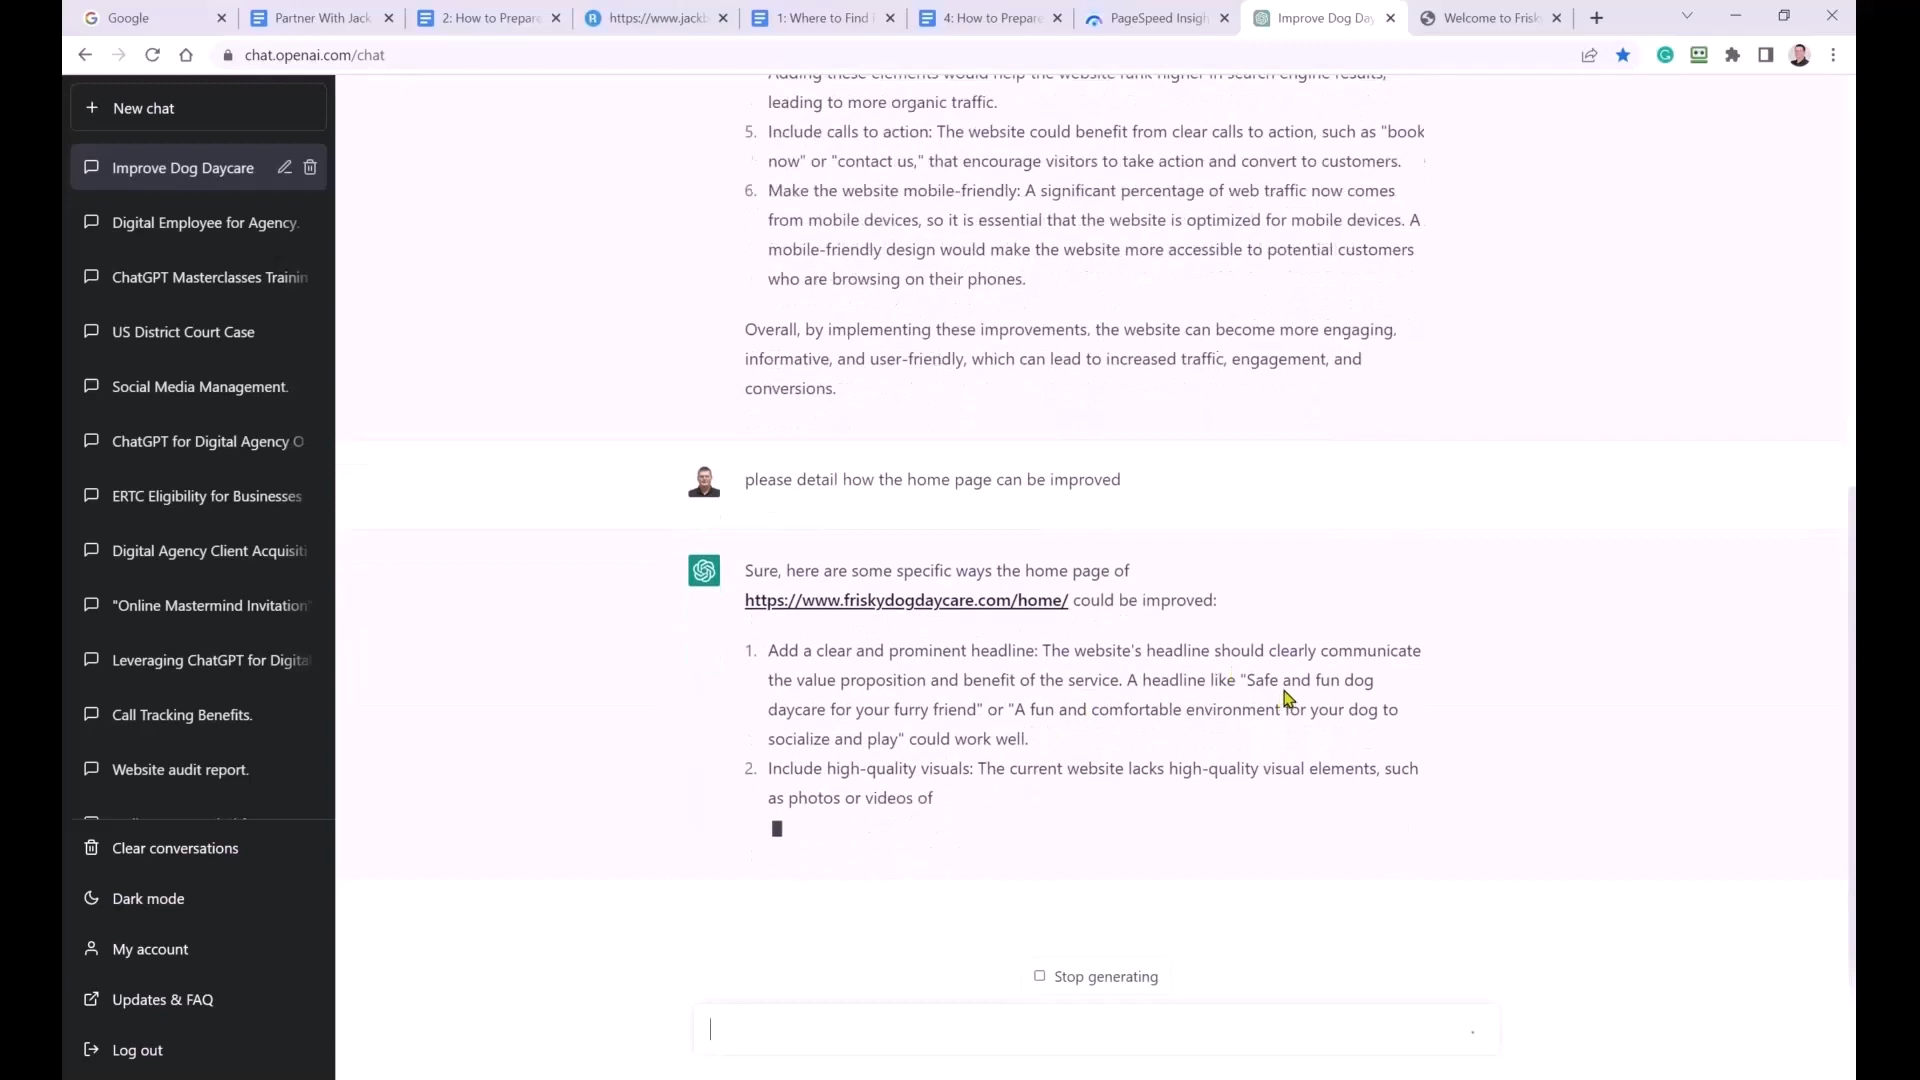 Google
Partner With Jack
2: How to Prepare
https://www.jackb
1: Where to Find
4: How to Prepare
PageSpeed Insigh
Improve Dog Day
Welcome to Frisk
chat.openai.com/chat
New chat
Improve Dog Daycare
Digital Employee for Agency.
ChatGPT Masterclasses Trainin
US District Court Case
Social Media Management.
ChatGPT for Digital Agency O
ERTC Eligibility for Businesses
Digital Agency Client Acquisiti
"Online Mastermind Invitation"
Leveraging ChatGPT for Digita
Call Tracking Benefits.
Website audit report.
Clear conversations
Dark mode
My account
Updates & FAQ
Log out
Adding these elements would help the website rank higher in search engine results,
leading to more organic traffic.
5. Include calls to action: The website could benefit from clear calls to action, such as "book
now" or "contact us," that encourage visitors to take action and convert to customers.
6. Make the website mobile-friendly: A significant percentage of web traffic now comes
from mobile devices, so it is essential that the website is optimized for mobile devices. A
mobile-friendly design would make the website more accessible to potential customers
who are browsing on their phones.
Overall, by implementing these improvements, the website can become more engaging,
informative, and user-friendly, which can lead to increased traffic, engagement, and
conversions.
please detail how the home page can be improved
Sure, here are some specific ways the home page of
https://www.friskydogdaycare.com/home/ could be improved:
1. Add a clear and prominent headline: The website's headline should clearly communicate
the value proposition and benefit of the service. A headline like "Safe and fun dog
daycare for your furry friend" or "A fun and comfortable environment for your dog to
socialize and play" could work well.
2. Include high-quality visuals: The current website lacks high-quality visual elements, such
as photos or videos of
Stop generating